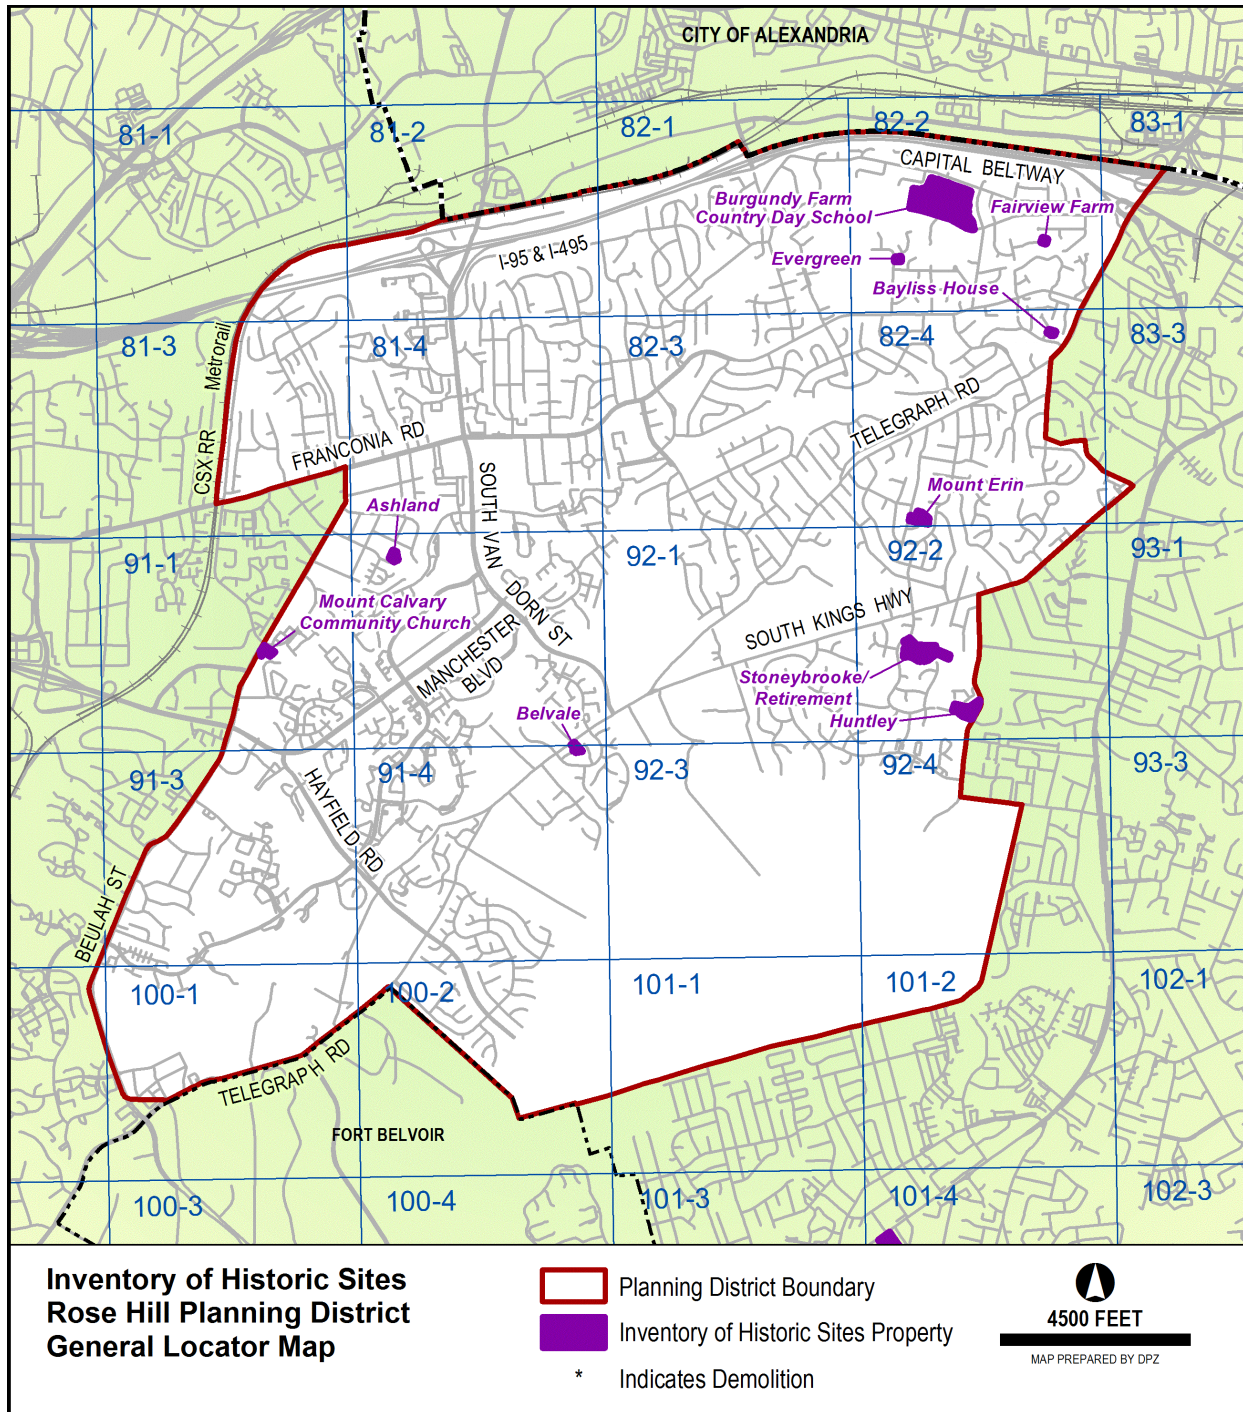 CITY OF ALEXANDRIA
81-1
81-2
82-1
82-2
83-1
CAPITAL BELTWAY
Burgundy Farm
Country Day School
Fairview Farm
I-95 & I-495
Evergreen
Bayliss House
Metrorail
81-3
81-4
82-3
82-4
83-3
TELEGRAPH RD
FRANCONIA RD
CSX RR
SOUTH VAN DORN ST
Ashland
Mount Erin
91-1
92-1
92-2
93-1
Mount Calvary
Community Church
MANCHESTER
BLVD
SOUTH KINGS HWY
Stoneybrooke/
Retirement
Belvale
Huntley
91-3
91-4
92-3
92-4
93-3
HAYFIELD RD
BEULAH ST
100-1
100-2
101-1
101-2
102-1
TELEGRAPH RD
FORT BELVOIR
100-3
100-4
101-3
101-4
102-3
Inventory of Historic Sites
Rose Hill Planning District
General Locator Map
Planning District Boundary
Inventory of Historic Sites Property
* Indicates Demolition
4500 FEET
MAP PREPARED BY DPZ